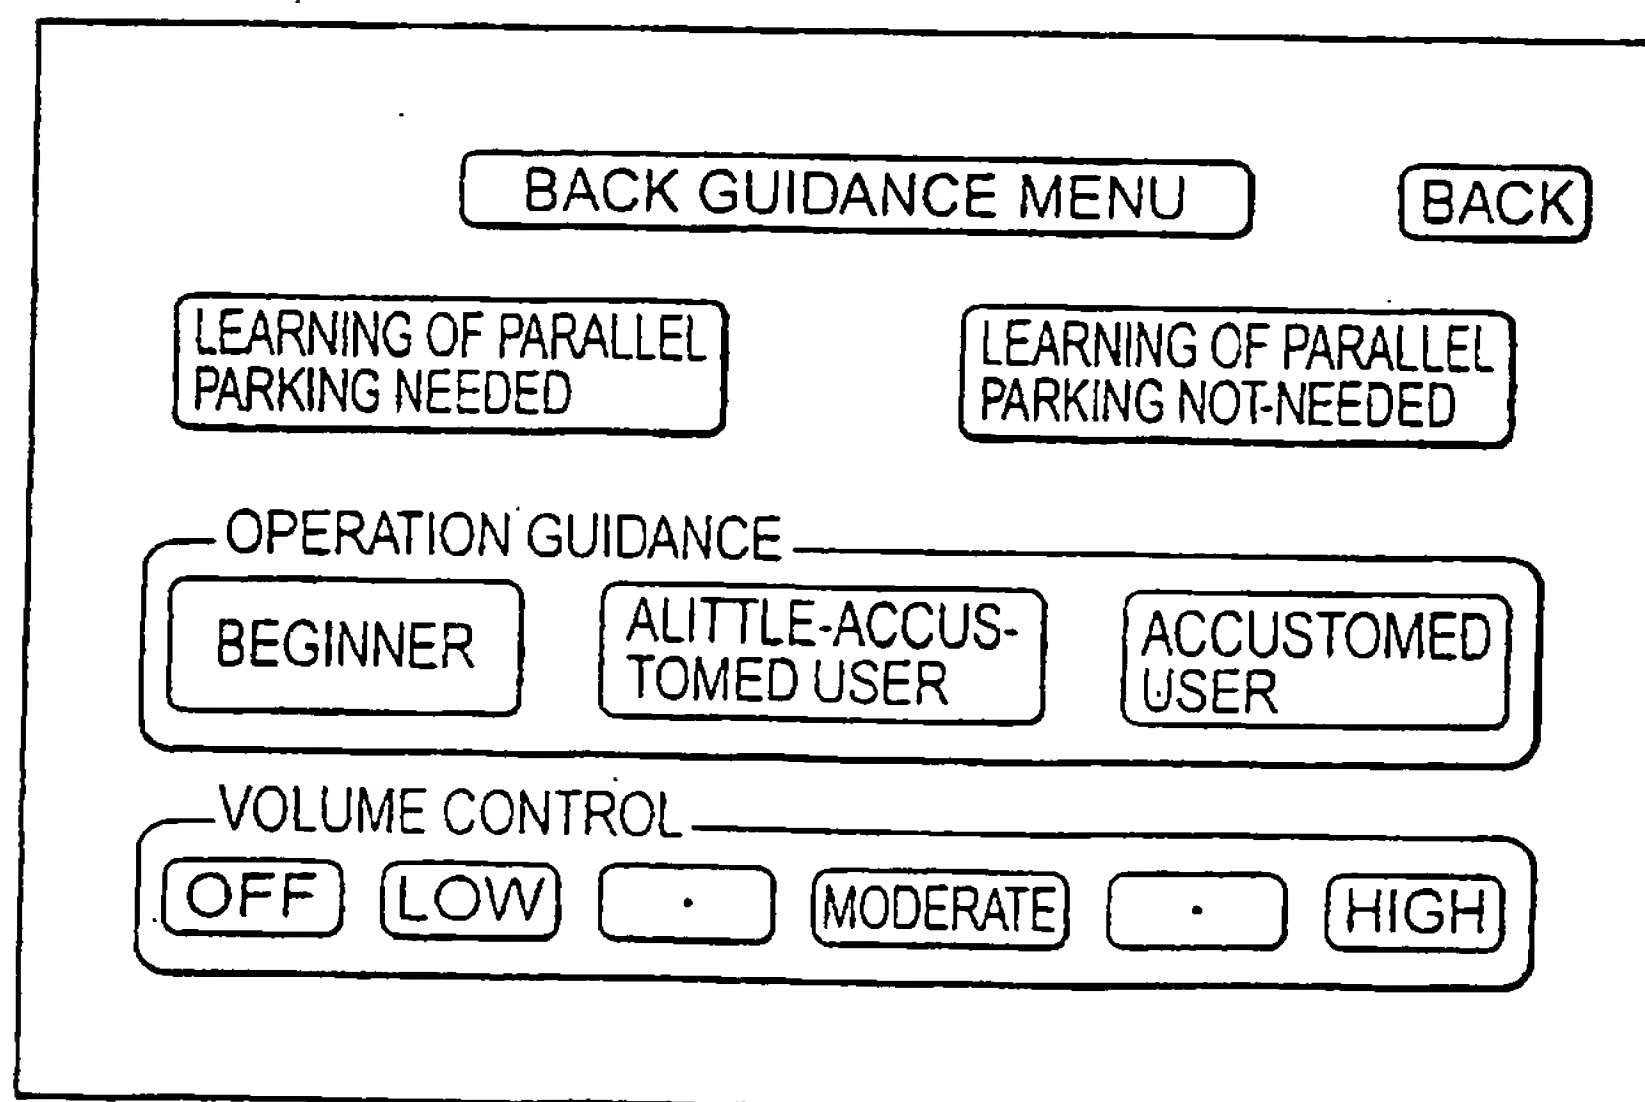 BACK GUIDANCE MENU
BACK
LEARNING OF PARALLEL
PARKING NEEDED
LEARNING OF PARALLEL
PARKING NOT-NEEDED
OPERATION GUIDANCE
BEGINNER
ALITTLE-ACCUS-
TOMED USER
ACCUSTOMED
USER
VOLUME CONTROL
OFF
LOW
·
MODERATE
·
HIGH